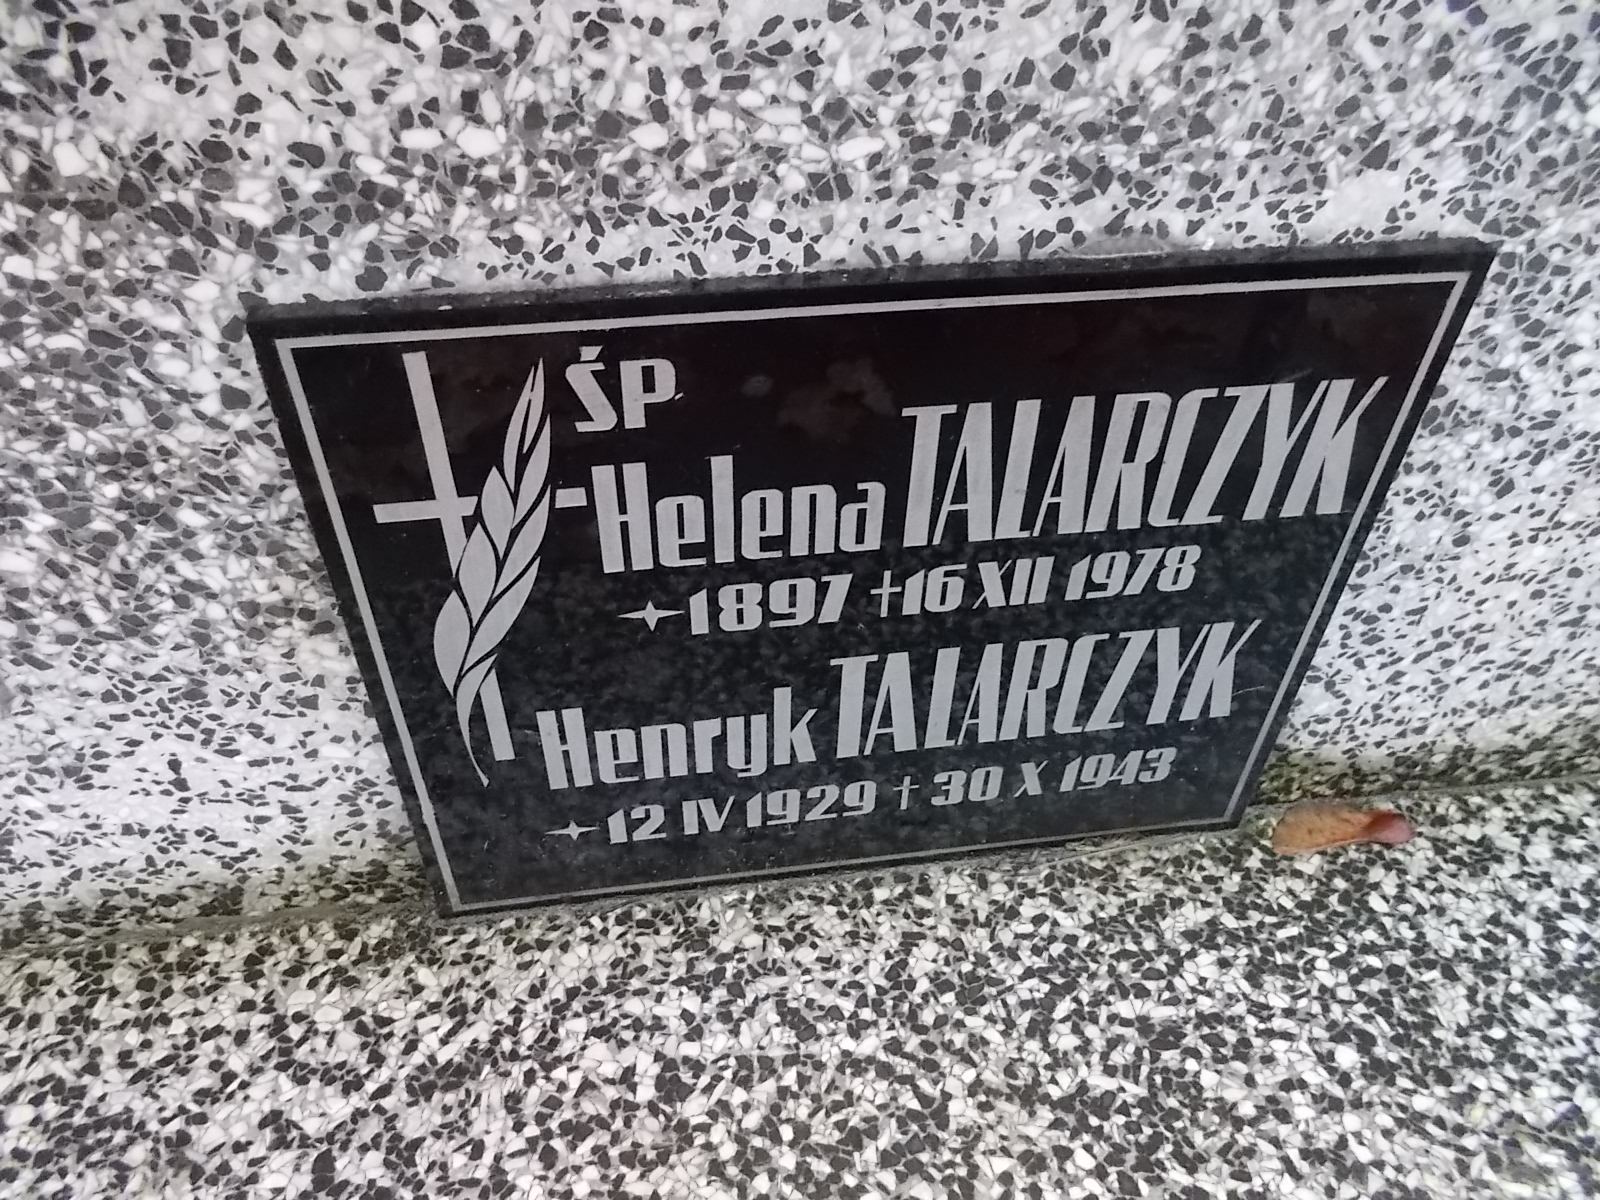 ŚP.
Helena TALARCZYK
1897 †16 XII 1978
Henryk TALARCZYK
12 IV 1929 † 30 X 1943